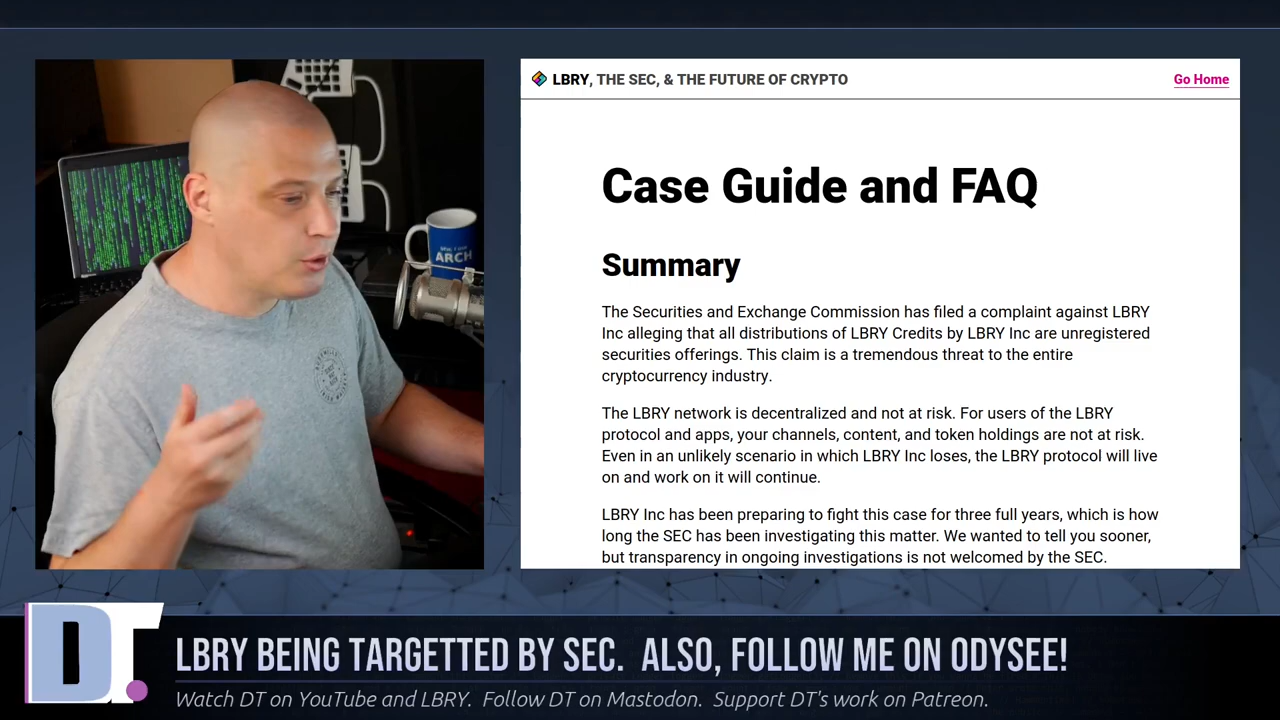 LBRY, THE SEC, & THE FUTURE OF CRYPTO
Go Home
Case Guide and FAQ
Summary
The Securities and Exchange Commission has filed a complaint against LBRY
Inc alleging that all distributions of LBRY Credits by LBRY Inc are unregistered
securities offerings. This claim is a tremendous threat to the entire
cryptocurrency industry.
The LBRY network is decentralized and not at risk. For users of the LBRY
protocol and apps, your channels, content, and token holdings are not at risk.
Even in an unlikely scenario in which LBRY Inc loses, the LBRY protocol will live
on and work on it will continue.
LBRY Inc has been preparing to fight this case for three full years, which is how
long the SEC has been investigating this matter. We wanted to tell you sooner,
but transparency in ongoing investigations is not welcomed by the SEC.
ARCH
DT.
LBRY BEING TARGETTED BY SEC. ALSO, FOLLOW ME ON ODYSEE!
Watch DT on YouTube and LBRY. Follow DT on Mastodon. Support DT's work on Patreon.